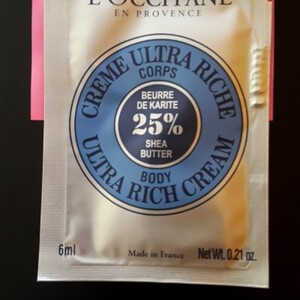 L'OCCITANE
EN PROVENCE
CRÈME ULTRA RICHE
CORPS
BEURRE
DE KARITE
25%
SHEA
BUTTER
BODY
ULTRA RICH CREAM
6ml
Made in France
Net Wt. 0.21 oz.